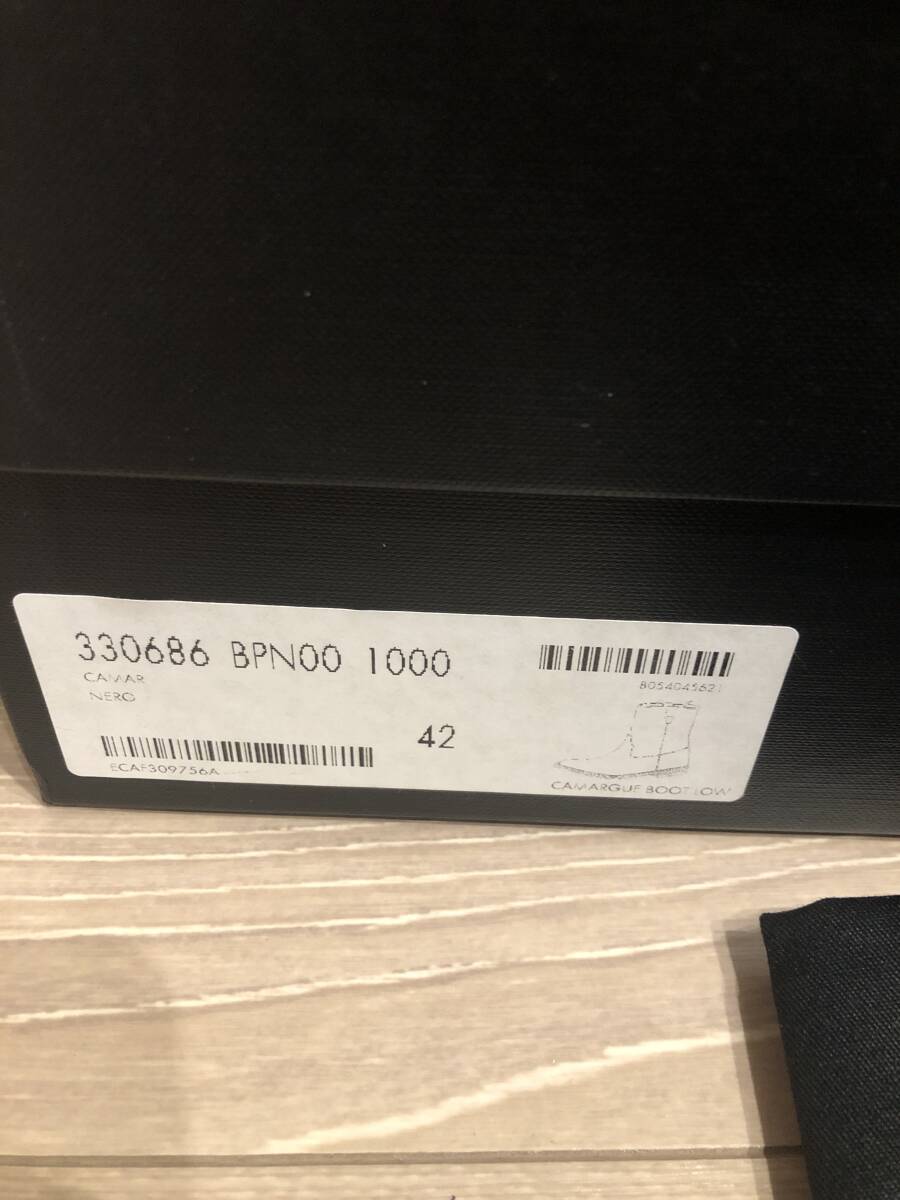 330686 BPN00 1000
CAMAR
NERO
42
ECAF309756A
8054045621
CAMARGUE BOOT LOW